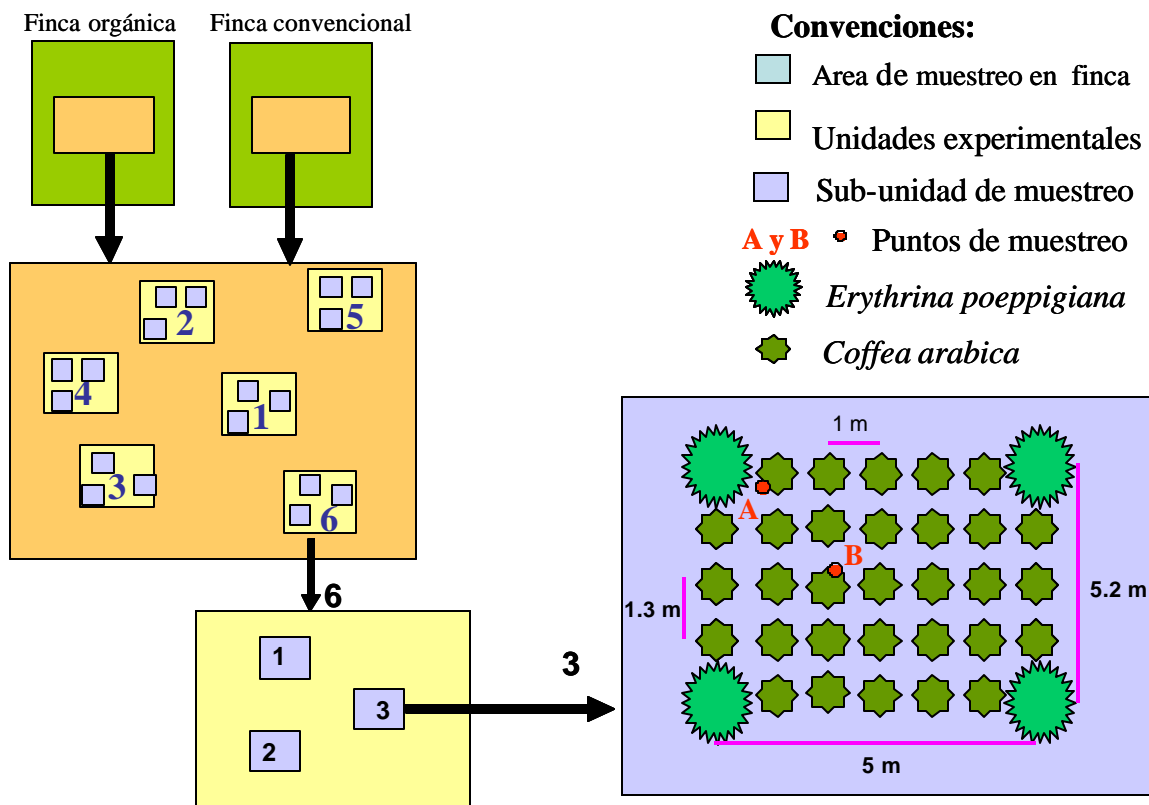 Finca orgánica
Finca convencional
Convenciones:
Area de muestreo en finca
Unidades experimentales
Sub-unidad de muestreo
A y B
Puntos de muestreo
Erythrina poeppigiana
Coffea arabica
2
5
4
1
3
6
6
1
3
2
3
1 m
A
B
1.3 m
5.2 m
5 m